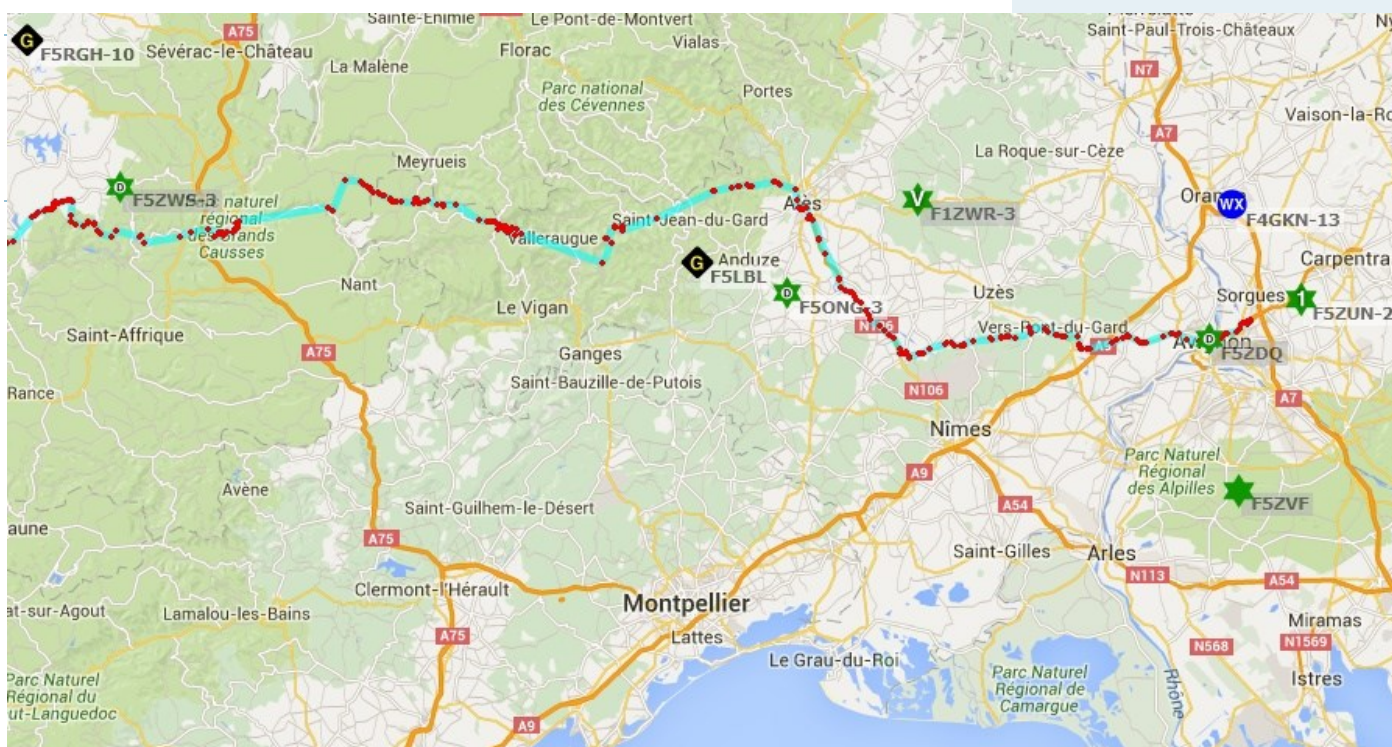 Sainte-Enimie
Le Pont-de-Montvert
Saint-Paul-Trois-Châteaux
F5RGH-10
Sévérac-le-Château
A75
Florac
Vialas
La Malène
N7
Parc national
des Cévennes
Portes
A7
Vaison-la-Ro
Meyrueis
La Roque-sur-Cèze
D
F5ZWS-3
naturel
régional
des Grands
Causses
Alès
V
F1ZWR-3
Oran
WX
F4GKN-13
Saint-Jean-du-Gard
Valleraugue
G
Anduze
F5LBL
Carpentra
Nant
D
F5ONG-3
Uzès
Sorgues
1
F5ZUN-2
Le Vigan
Saint-Affrique
N106
Vers-Pont-du-Gard
D
F5ZDQ
A75
Ganges
Saint-Bauzille-de-Putois
Rance
N106
A7
Nîmes
Parc Naturel
Régional
des Alpilles
A9
Avène
F5ZVF
Saint-Guilhem-le-Désert
A54
aune
A75
Saint-Gilles
Arles
N113
A54
Clermont-l'Hérault
at-sur-Agout
Lamalou-les-Bains
Montpellier
Miramas
A75
Lattes
N568
N1569
Le Grau-du-Roi
Parc Naturel
Régional de
Camargue
Rhône
Istres
Parc Naturel
Régional du
ut-Languedoc
A9